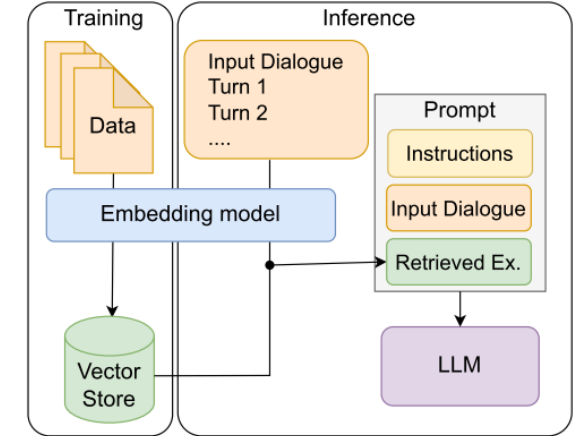 Training
Inference
Data
Input Dialogue
Turn 1
Turn 2
....
Prompt
Instructions
Input Dialogue
Retrieved Ex.
Embedding model
Vector
Store
LLM